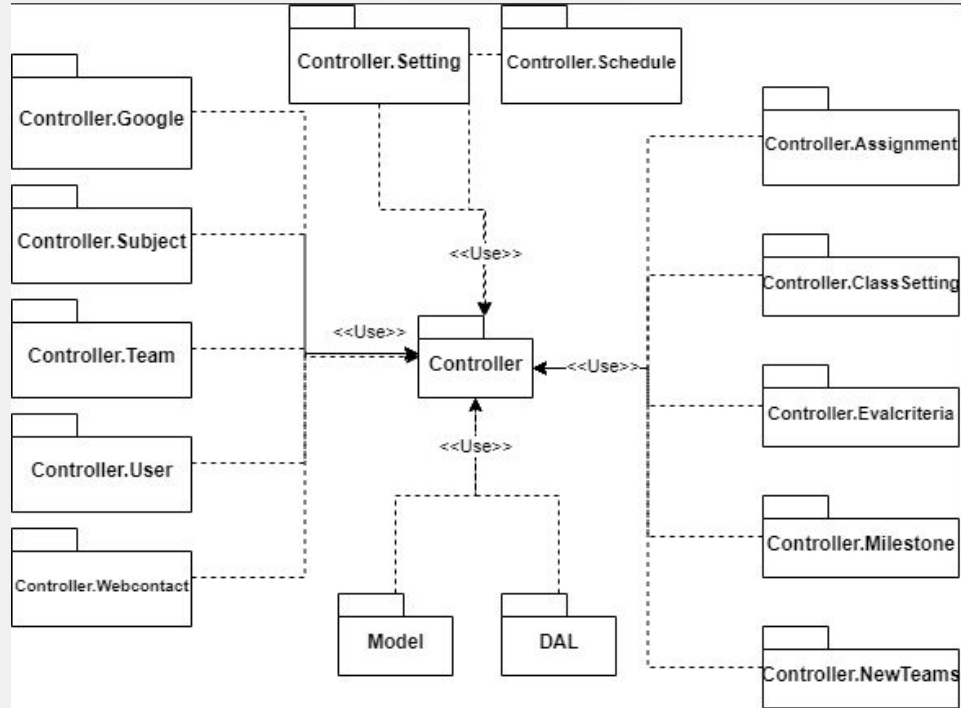 Controller.Setting
Controller.Schedule
Controller.Google
Controller.Assignment
Controller.Subject
<<Use>>
Controller.ClassSetting
<<Use>>
Controller.Team
Controller
<<Use>>
Controller.Evalcriteria
<<Use>>
Controller.User
Controller.Milestone
Controller.Webcontact
Model
DAL
Controller.NewTeams